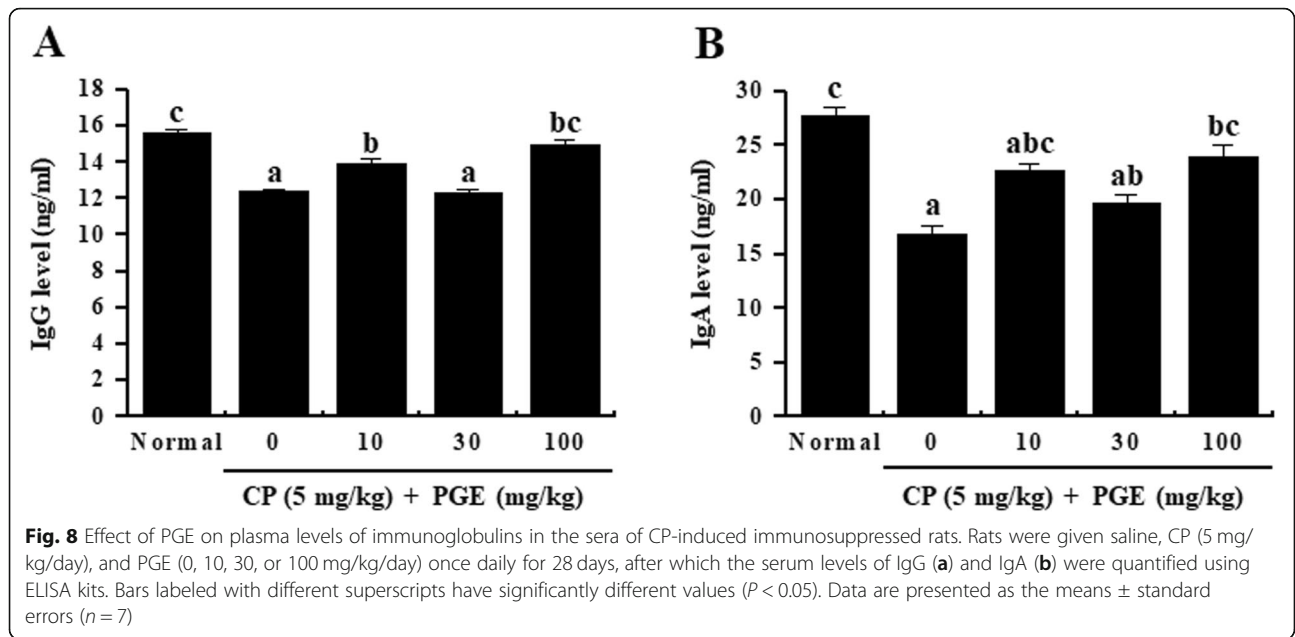 A
B
IgG level (ng/ml)
18
16
14
12
10
8
6
4
2
0
c
a
b
a
bc
Normal 0 10 30 100
CP (5 mg/kg) + PGE (mg/kg)
IgA level (ng/ml)
30
25
20
15
10
5
0
c
a
abc
ab
bc
Normal 0 10 30 100
CP (5 mg/kg) + PGE (mg/kg)
Fig. 8 Effect of PGE on plasma levels of immunoglobulins in the sera of CP-induced immunosuppressed rats. Rats were given saline, CP (5 mg/
kg/day), and PGE (0, 10, 30, or 100 mg/kg/day) once daily for 28 days, after which the serum levels of IgG (a) and IgA (b) were quantified using
ELISA kits. Bars labeled with different superscripts have significantly different values (P < 0.05). Data are presented as the means ± standard
errors (n = 7)